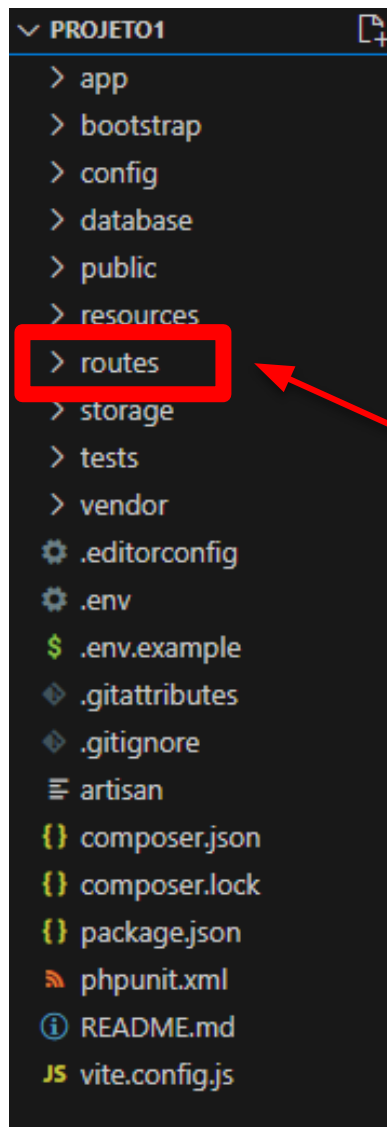 PROJETO1
app
bootstrap
config
database
public
resources
routes
storage
tests
vendor
.editorconfig
.env
$ .env.example
.gitattributes
.gitignore
artisan
{} composer.json
{} composer.lock
{} package.json
phpunit.xml
README.md
JS vite.config.js